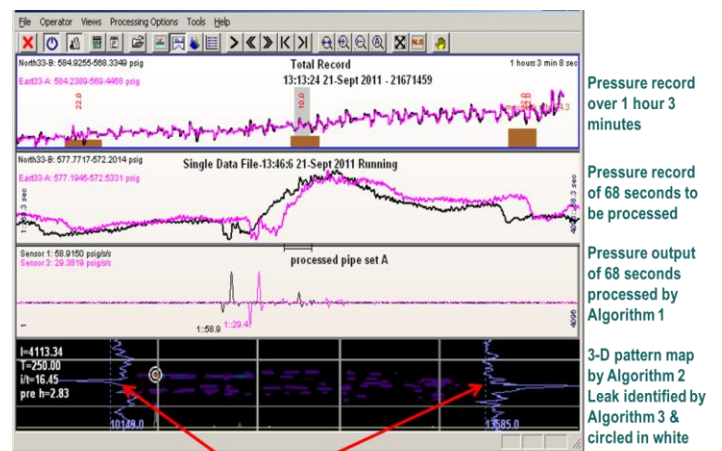 File Operator Views Processing Options Tools Help
North33-B: 584.9255-568.3349 psig
Total Record
1 hours 3 min 8 sec
East33-A: 584.2389-569.4458 psig
13:13:24 21-Sept 2011 - 21671459
22.0
10.0
Pressure record
over 1 hour 3
minutes
North33-B: 577.7717-572.2014 psig
Single Data File-13:46:6 21-Sept 2011 Running
East33-A: 577.1946-572.5331 psig
Pressure record
of 68 seconds to
be processed
Sensor 1: 58.9150 psig/s/s
Sensor 3: 29.3819 psig/s/s
processed pipe set A
1
1::58.9
1::29.4
4096
Pressure output
of 68 seconds
processed by
Algorithm 1
I=4113.34
T=250.00
i/t=16.45
pre h=2.83
10149.0
13585.0
3-D pattern map
by Algorithm 2
Leak identified by
Algorithm 3 &
circled in white